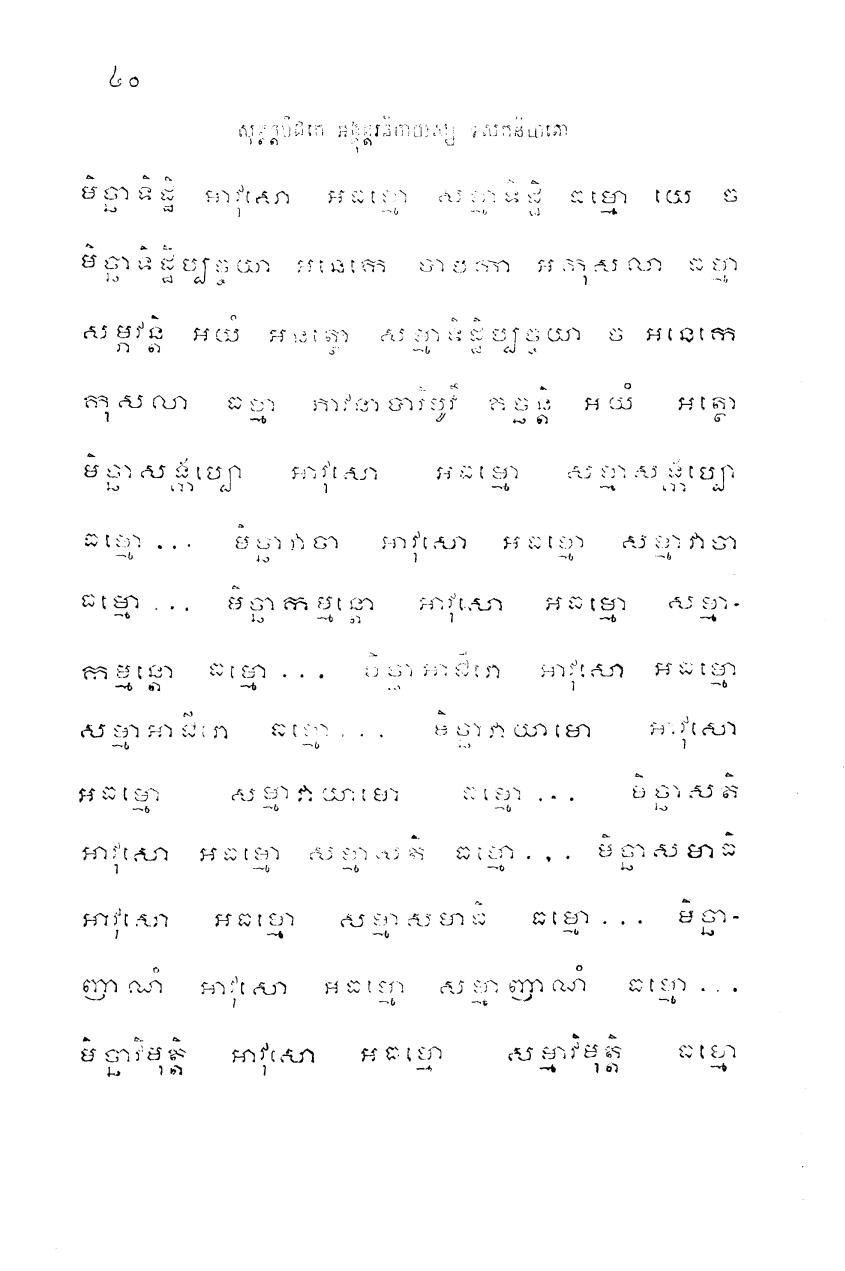 ៤០
សុត្តន្តបិដកេ អង្គុត្តរនិកាយស្ស ទសកនិបាតោ
មិច្ឆាទិដ្ឋិ អាវុសោ អធម្មោ សម្មាទិដ្ឋិ ធម្មោ យេ ច
មិច្ឆាទិដ្ឋិប្បច្ចយា អនេកេ បាបកា អកុសលា ធម្មា
សម្ភវន្តិ អយំ អនត្ថោ សម្មាទិដ្ឋិប្បច្ចយា ច អនេកេ
កុសលា ធម្មា ភាវនាបារិបូរឹ គច្ឆន្តិ អយំ អត្ថោ
មិច្ឆាសង្កប្បោ អាវុសោ អធម្មោ សម្មាសង្កប្បោ
ធម្មោ ... មិច្ឆាវាចា អាវុសោ អធម្មោ សម្មាវាចា
ធម្មោ ... មិច្ឆាកម្មន្តោ អាវុសោ អធម្មោ សម្មា-
កម្មន្តោ ធម្មោ ... មិច្ឆាអាជីវោ អាវុសោ អធម្មោ
សម្មាអាជីវោ ធម្មោ ... មិច្ឆាវាយាមោ អាវុសោ
អធម្មោ សម្មាវាយាមោ ធម្មោ ... មិច្ឆាសតិ
អាវុសោ អធម្មោ សម្មាសតិ ធម្មោ ... មិច្ឆាសមាធិ
អាវុសោ អធម្មោ សម្មាសមាធិ ធម្មោ ... មិច្ឆា-
ញាណំ អាវុសោ អធម្មោ សម្មាញាណំ ធម្មោ ...
មិច្ឆាវិមុត្តិ អាវុសោ អធម្មោ សម្មាវិមុត្តិ ធម្មោ